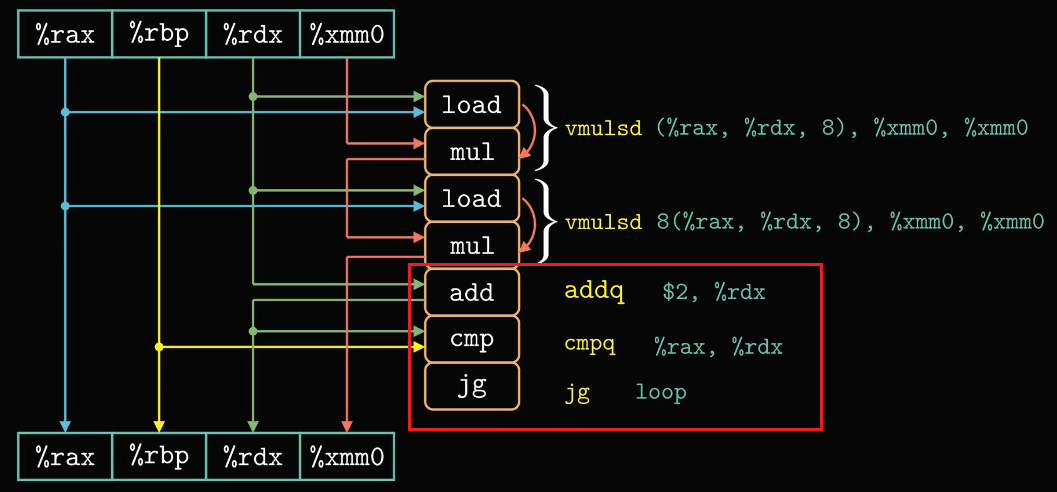 %rax %rbp %rdx %xmm0
load
mul
vmulsd (%rax, %rdx, 8), %xmm0, %xmm0
load
mul
vmulsd 8(%rax, %rdx, 8), %xmm0, %xmm0
add addq $2, %rdx
cmp cmpq %rax, %rdx
jg jg loop
%rax %rbp %rdx %xmm0